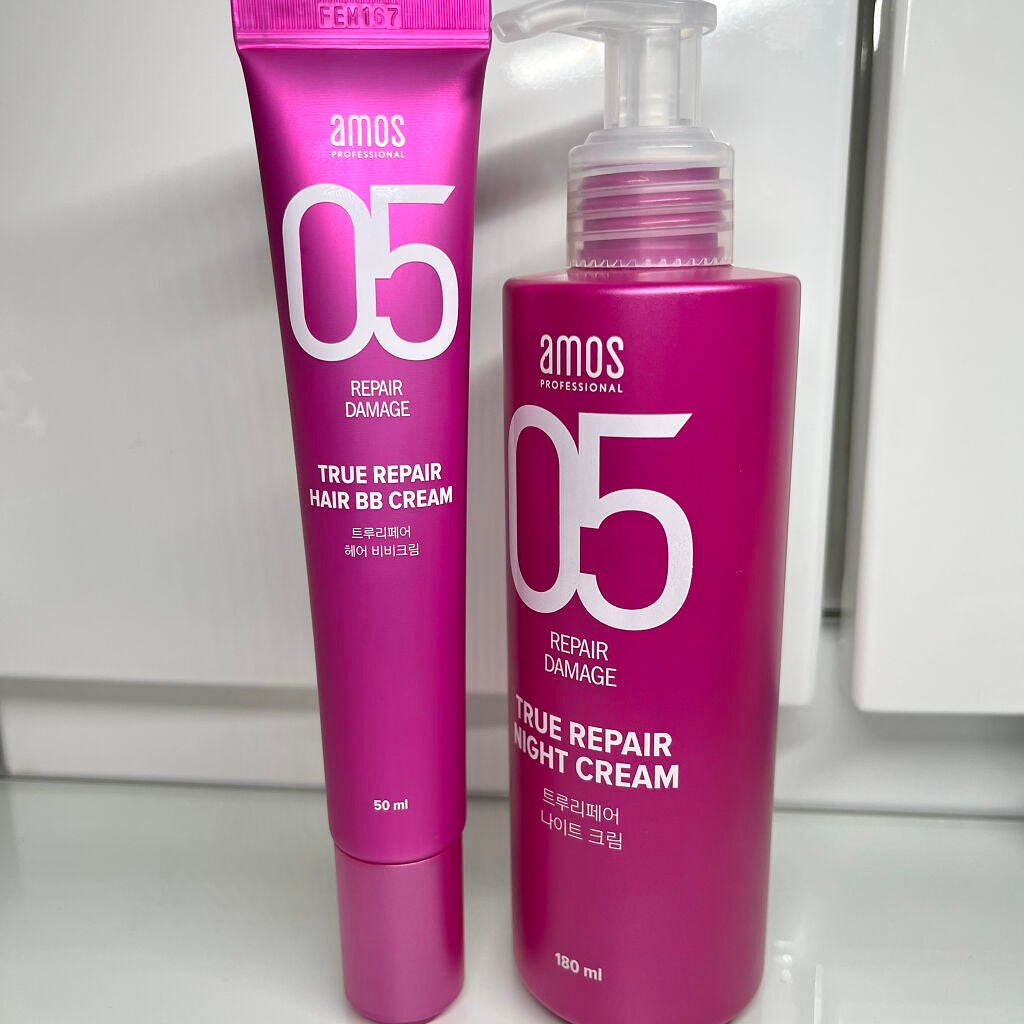 FEM167
amos
PROFESSIONAL
05
REPAIR
DAMAGE
TRUE REPAIR
HAIR BB CREAM
트루리페어
헤어 비비크림
50 ml
amos
PROFESSIONAL
05
REPAIR
DAMAGE
TRUE REPAIR
NIGHT CREAM
트루리페어
나이트 크림
180 ml